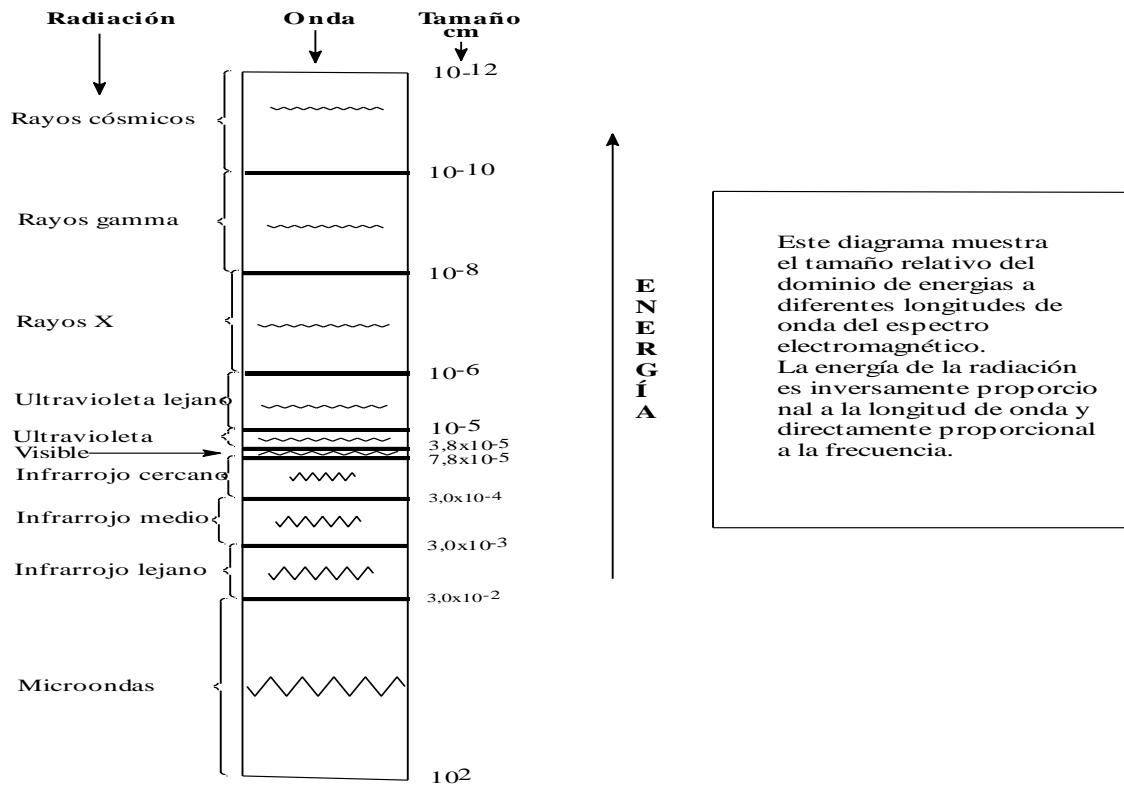 Radiación
Onda
Tamaño
cm
10-12
Rayos cósmicos
10-10
Rayos gamma
10-8
Rayos X
10-6
Ultravioleta lejano
10-5
Ultravioleta
3,8x10-5
Visible
7,8x10-5
Infrarrojo cercano
3,0x10-4
Infrarrojo medio
3,0x10-3
Infrarrojo lejano
3,0x10-2
Microondas
102
ENERGÍA
Este diagrama muestra
el tamaño relativo del
dominio de energias a
diferentes longitudes de
onda del espectro
electromagnético.
La energía de la radiación
es inversamente proporcio
nal a la longitud de onda y
directamente proporcional
a la frecuencia.